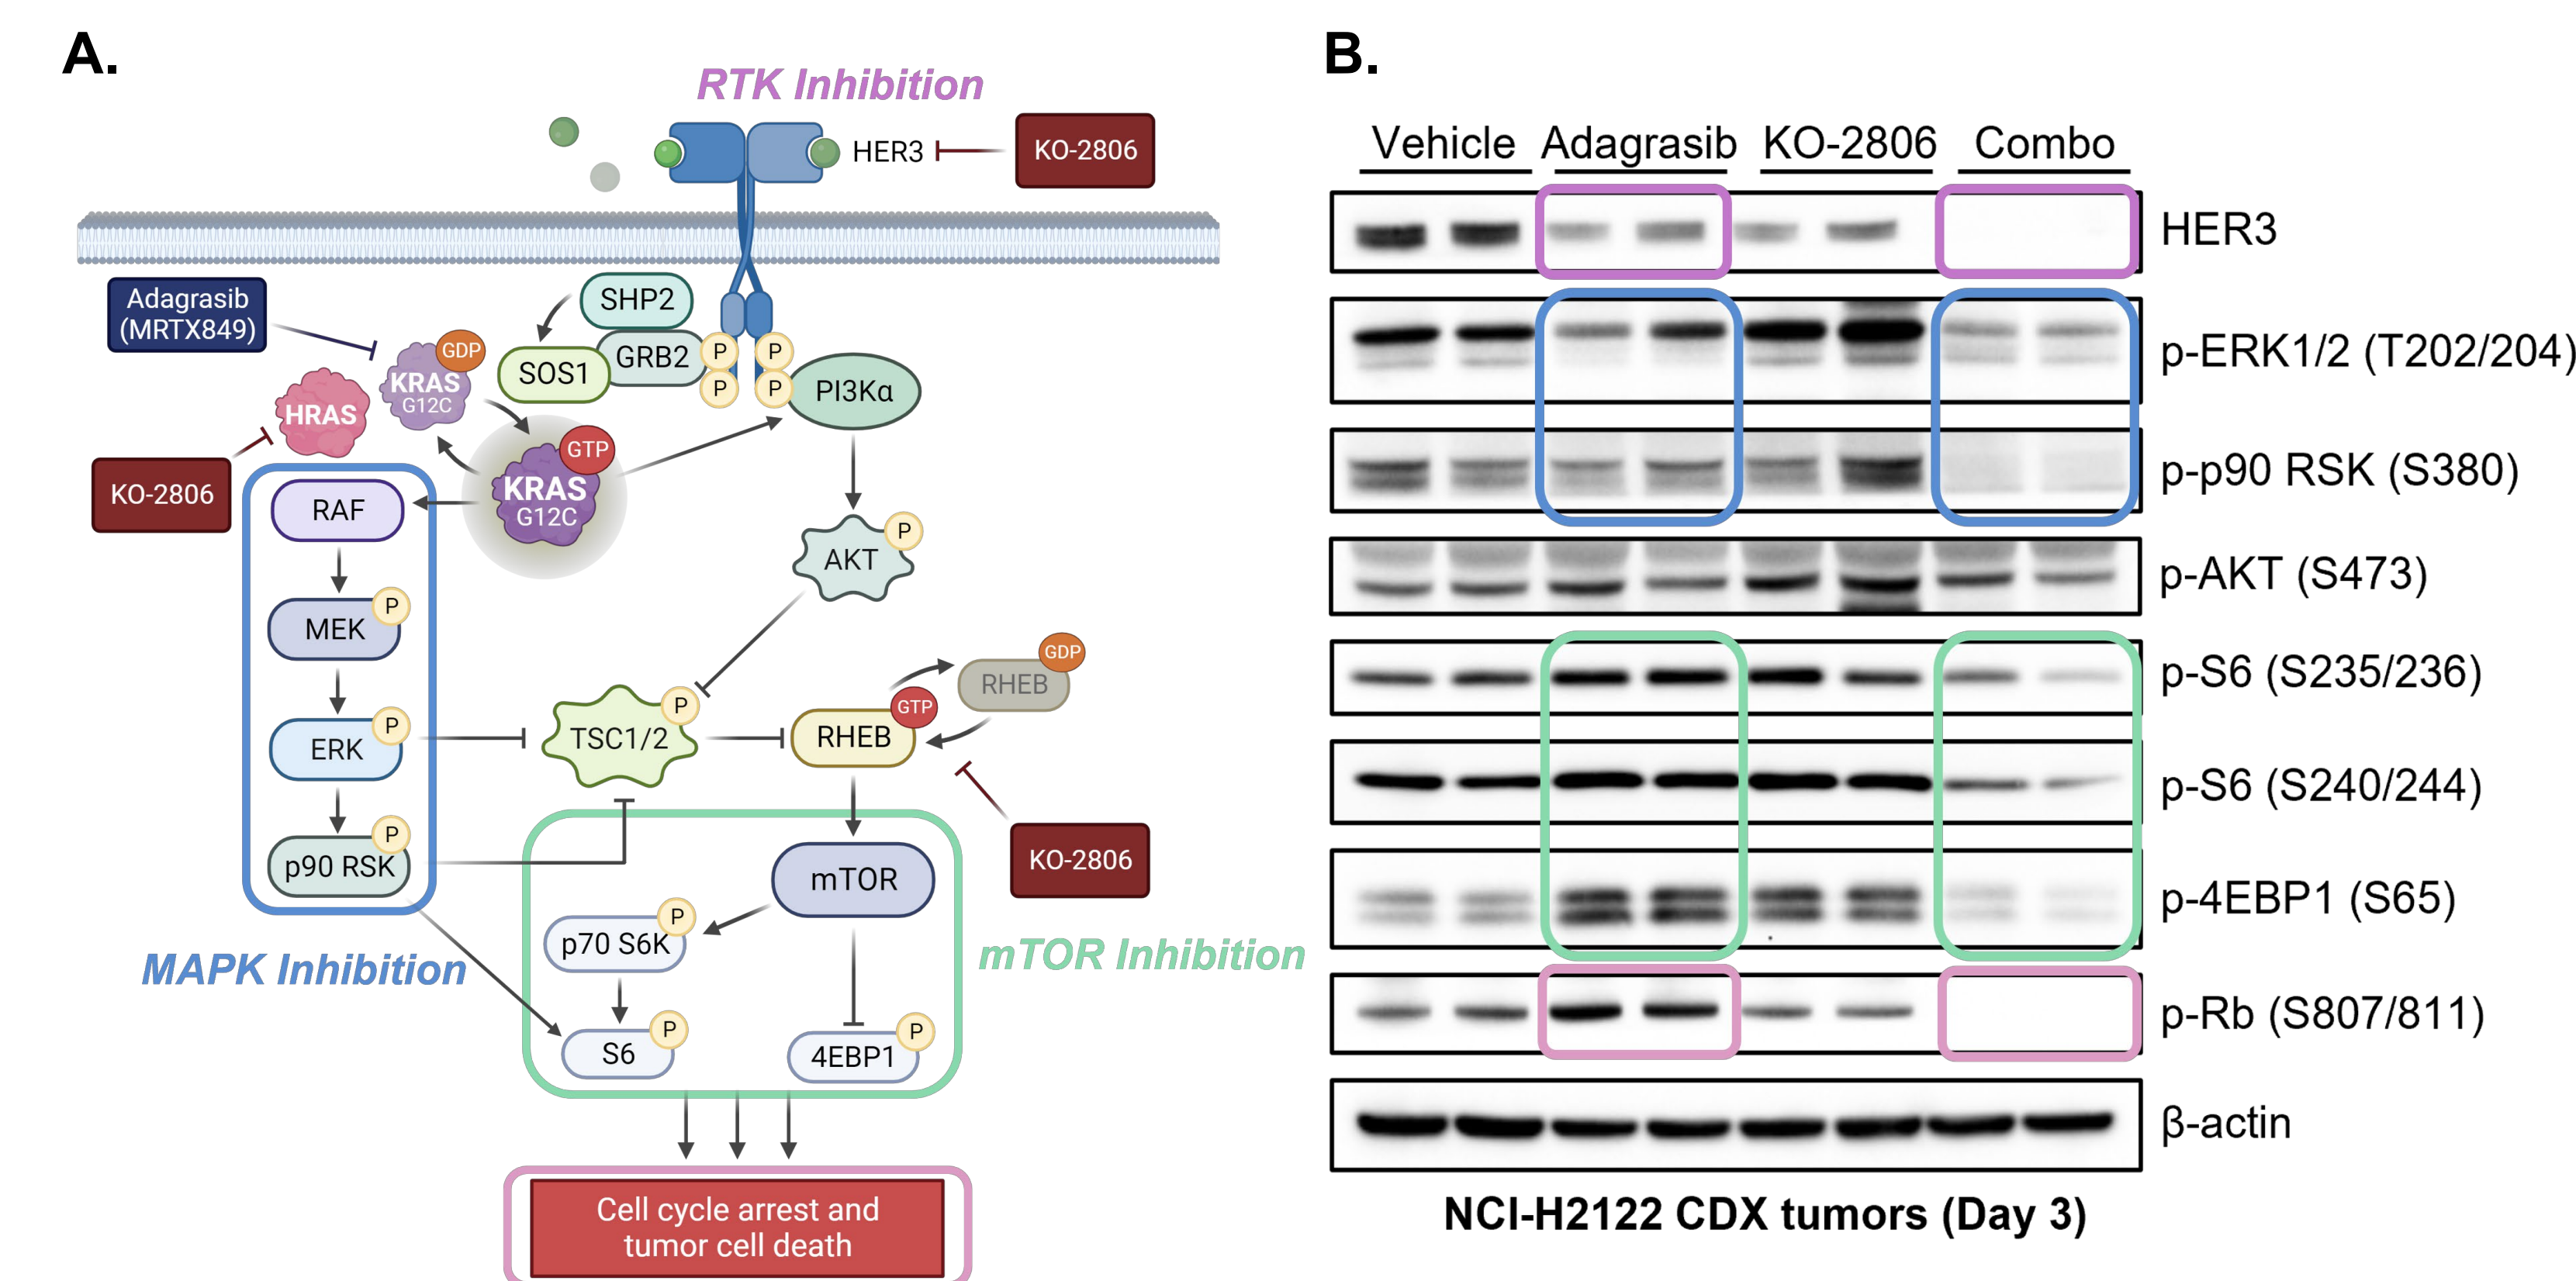 A.
RTK Inhibition
HER3
KO-2806
Adagrasib
(MRTX849)
SHP2
GDP
SOS1
GRB2
P
P
P
P
PI3Kα
KRAS
G12C
HRAS
GTP
KRAS
G12C
KO-2806
RAF
P
AKT
MEK
P
GDP
RHEB
P
TSC1/2
GTP
RHEB
ERK
P
p90 RSK
P
KO-2806
mTOR
p70 S6K
P
MAPK Inhibition
mTOR Inhibition
S6
P
4EBP1
P
Cell cycle arrest and
tumor cell death
B.
Vehicle Adagrasib KO-2806 Combo
HER3
p-ERK1/2 (T202/204)
p-p90 RSK (S380)
p-AKT (S473)
p-S6 (S235/236)
p-S6 (S240/244)
p-4EBP1 (S65)
p-Rb (S807/811)
β-actin
NCI-H2122 CDX tumors (Day 3)